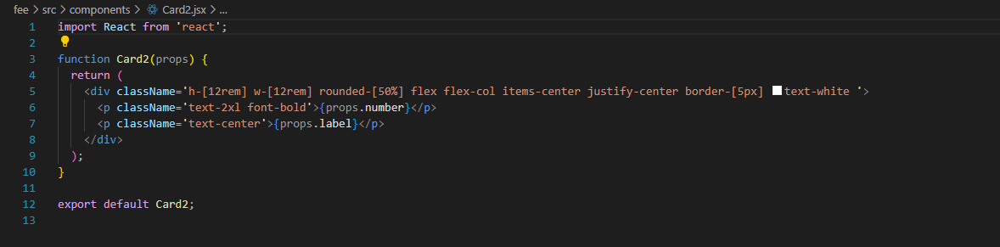 fee > src > components > Card2.jsx > ...
1 import React from 'react';
2
3 function Card2(props) {
4 return (
5 <div className='h-[12rem] w-[12rem] rounded-[50%] flex flex-col items-center justify-center border-[5px] text-white '>
6 <p className='text-2xl font-bold'>{props.number}</p>
7 <p className='text-center'>{props.label}</p>
8 </div>
9 );
10 }
11
12 export default Card2;
13